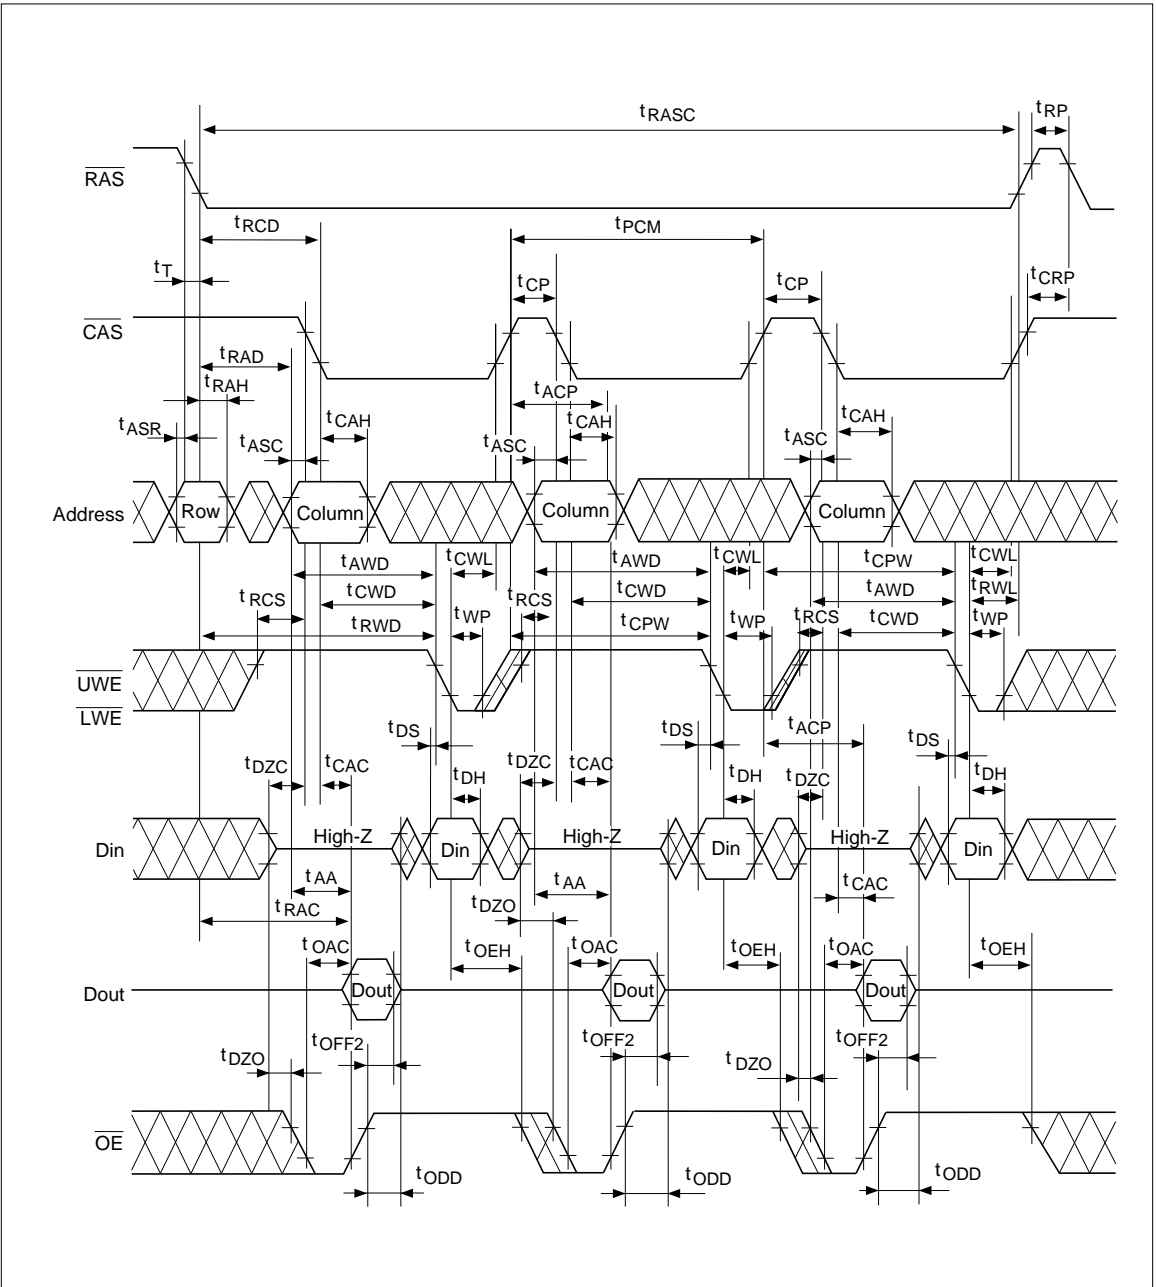 tRASC tRP
RAS
tRCD tPCM
tT tCP tCP tCRP
CAS
tRAD
tRAH tACP
tASR tASC tCAH tASC tCAH tASC tCAH
Address Row Column Column Column
tAWD tCWL tAWD tCWL tCPW tCWL
tRCS tCWD tRCS tCWD tAWD tRWL
tRWD tWP tCPW tWP tRCS tCWD tWP
UWE
LWE
tDS tDS tACP tDS
tDZC tCAC tDH tDZC tCAC tDH tDZC tDH
Din High-Z Din High-Z Din High-Z Din
tAA tAA tCAC
tRAC tDZO
tOAC tOEH tOAC tOEH tOAC tOEH
Dout Dout Dout Dout
tDZO tOFF2 tOFF2 tDZO tOFF2
OE
tODD tODD tODD